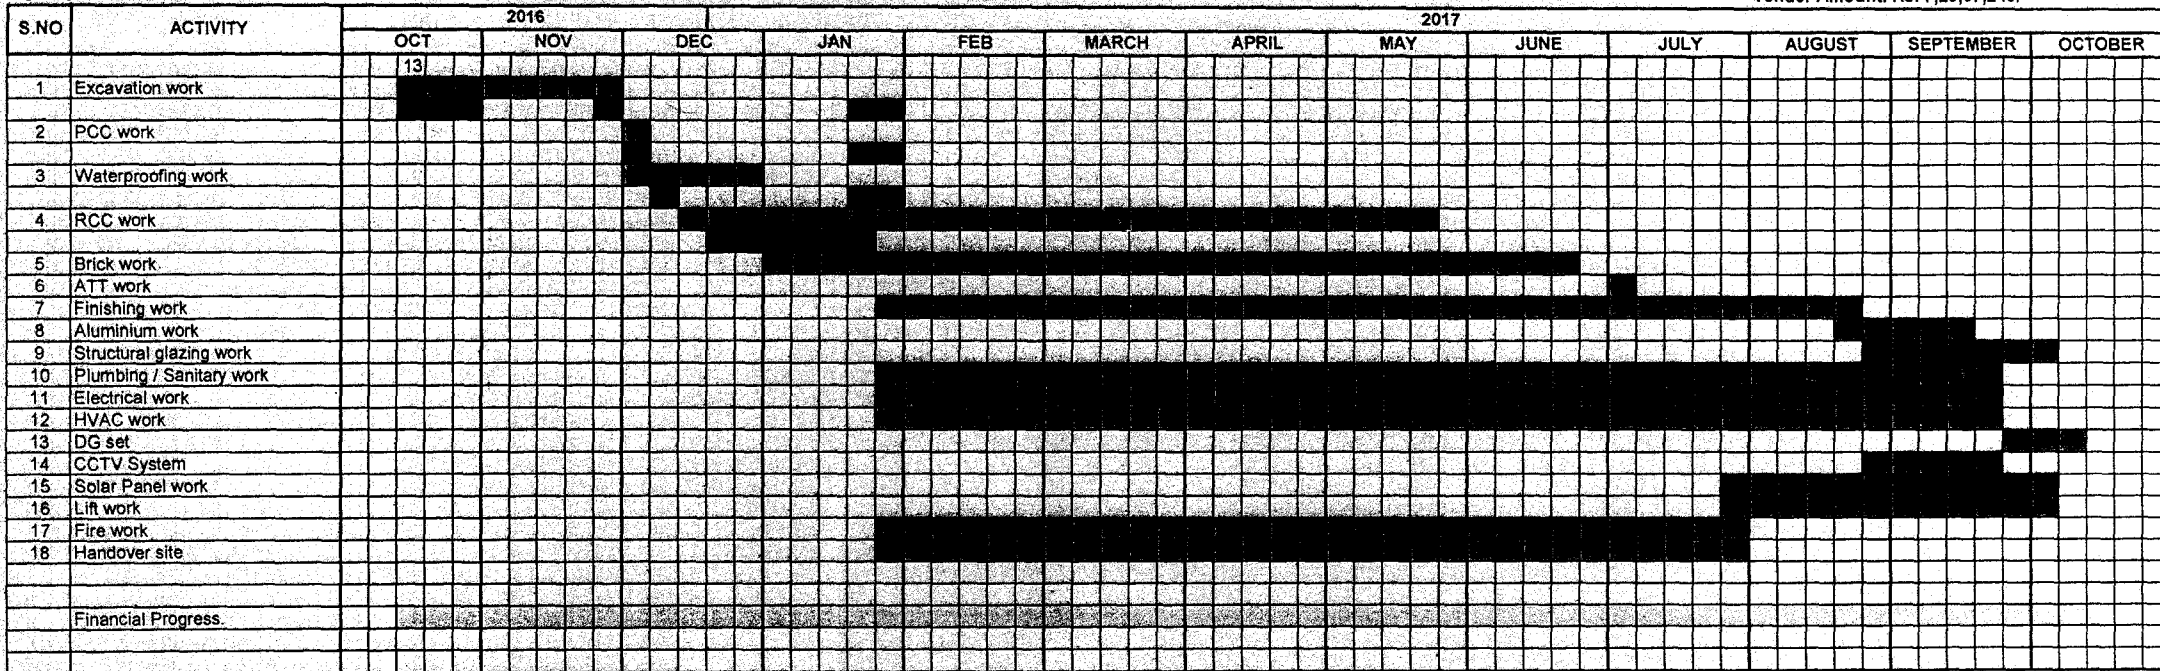 2016 2017
S.NO ACTIVITY
OCT NOV DEC JAN FEB MARCH APRIL MAY JUNE JULY AUGUST SEPTEMBER OCTOBER
13
1 Excavation work
2 PCC work
3 Waterproofing work
4 RCC work
5 Brick work
6 ATT work
7 Finishing work
8 Aluminium work
9 Structural glazing work
10 Plumbing / Sanitary work
11 Electrical work
12 HVAC work
13 DG set
14 CCTV System
15 Solar Panel work
16 Lift work
17 Fire work
18 Handover site
Financial Progress.